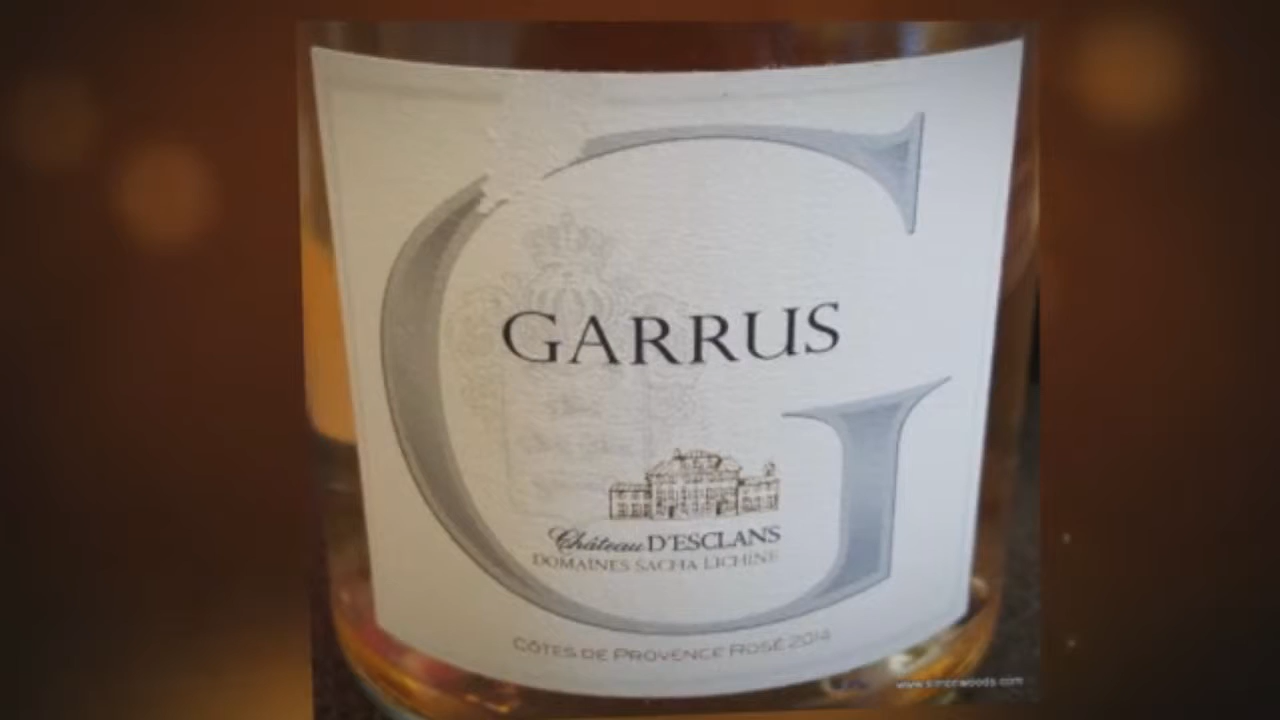 G
GARRUS
Château D'ESCLANS
DOMAINES SACHA LICHINE
CÔTES DE PROVENCE ROSÉ 2014
www.simonwoods.com